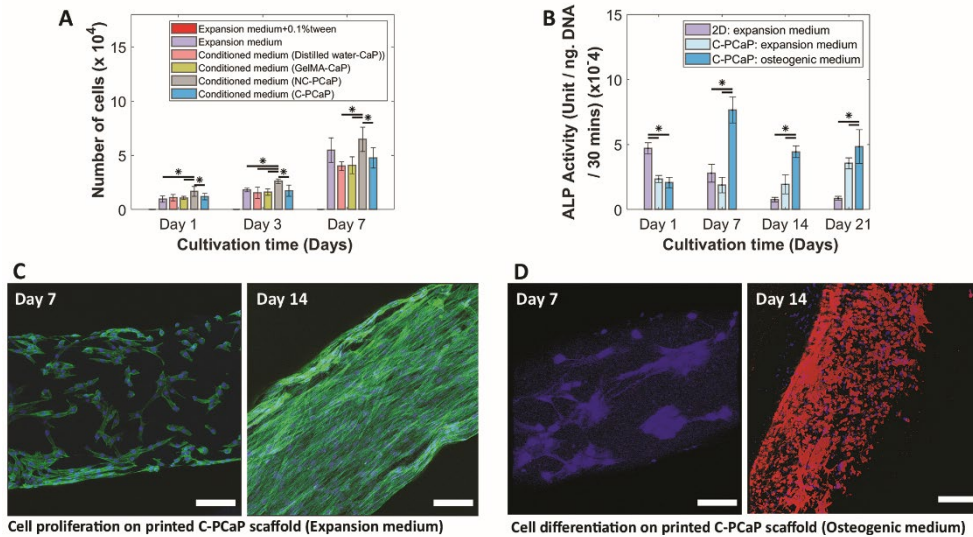 A
Number of cells (x 10⁴)
15
10
5
0
Expansion medium+0.1%tween
Expansion medium
Conditioned medium (Distilled water-CaP))
Conditioned medium (GelMA-CaP)
Conditioned medium (NC-PCaP)
Conditioned medium (C-PCaP)
* * * * * *
Day 1 Day 3 Day 7
Cultivation time (Days)
B
ALP Activity (Unit / ng. DNA
/ 30 mins) (x10-4)
15
10
5
0
2D: expansion medium
C-PCaP: expansion medium
C-PCaP: osteogenic medium
* * * *
Day 1 Day 7 Day 14 Day 21
Cultivation time (Days)
C
Day 7
Day 14
Cell proliferation on printed C-PCaP scaffold (Expansion medium)
D
Day 7
Day 14
Cell differentiation on printed C-PCaP scaffold (Osteogenic medium)